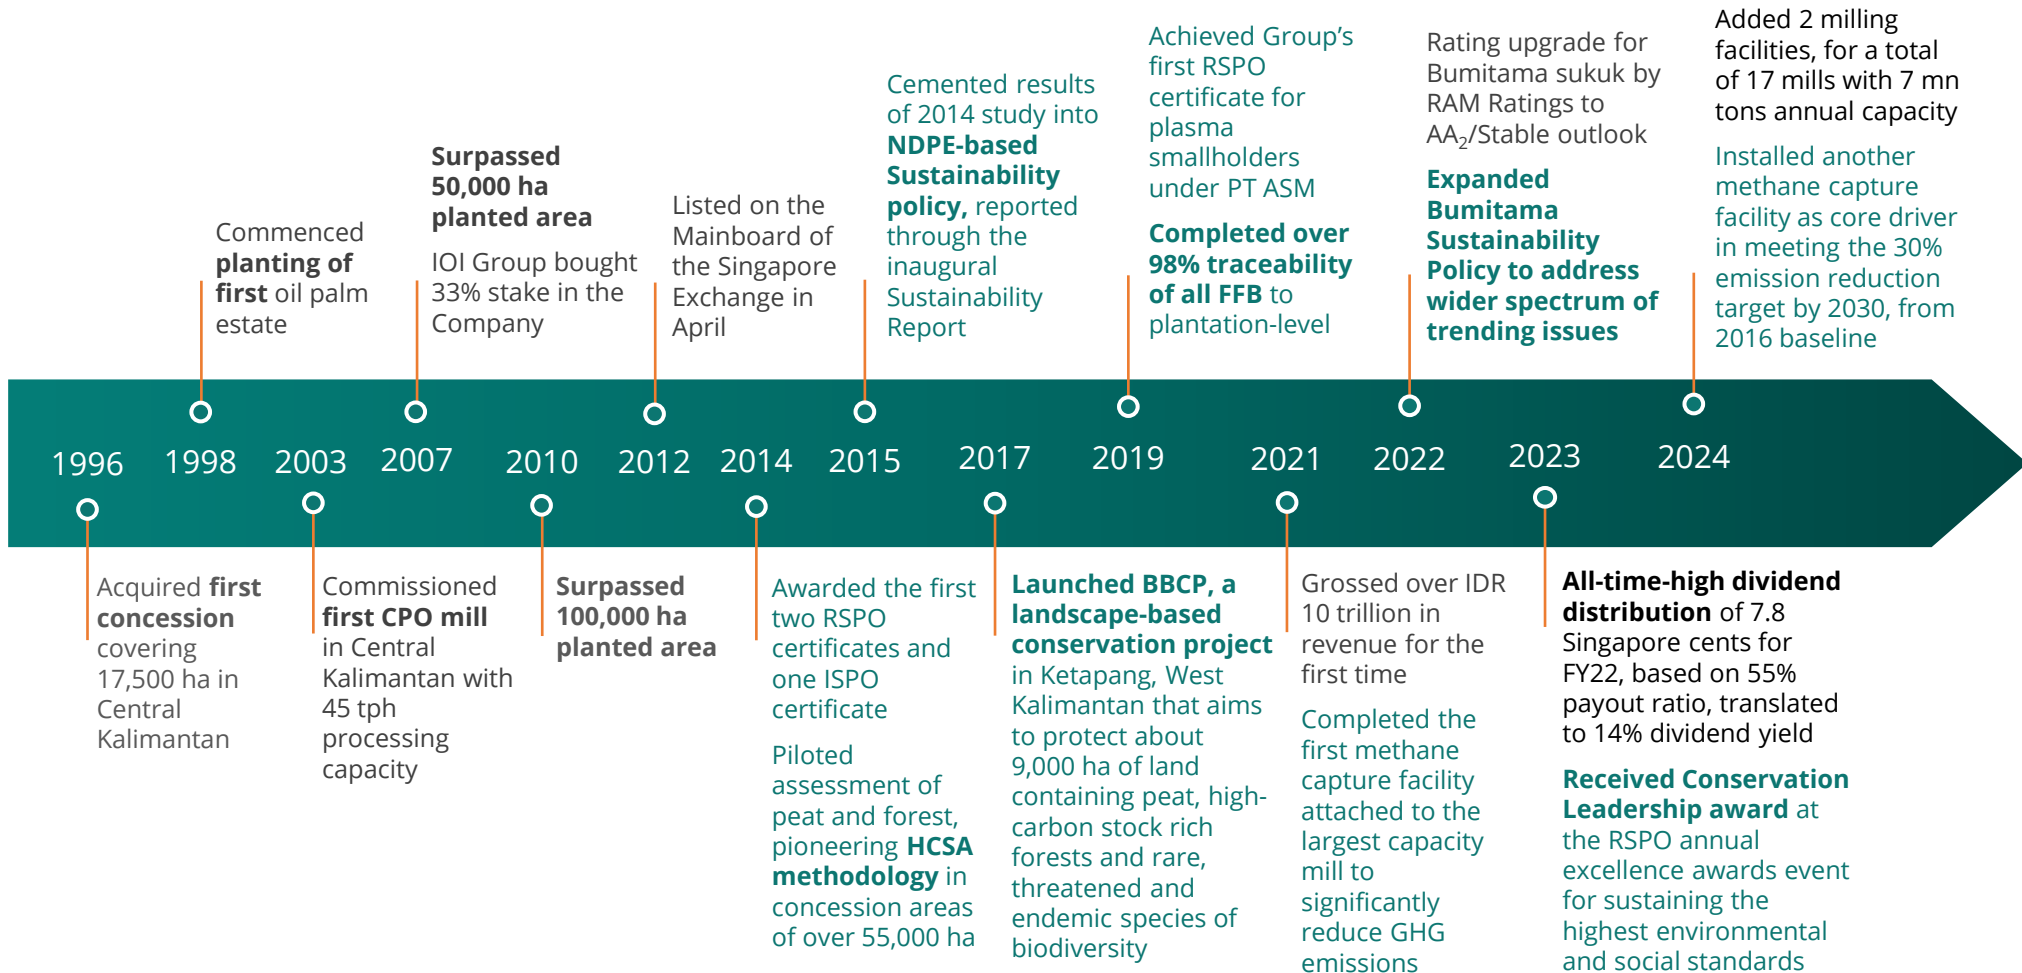 Commenced
planting of
first oil palm
estate
Surpassed
50,000 ha
planted area
IOI Group bought
33% stake in the
Company
Listed on the
Mainboard of
the Singapore
Exchange in
April
Cemented results
of 2014 study into
NDPE-based
Sustainability
policy, reported
through the
inaugural
Sustainability
Report
Achieved Group’s
first RSPO
certificate for
plasma
smallholders
under PT ASM
Completed over
98% traceability
of all FFB to
plantation-level
Rating upgrade for
Bumitama sukuk by
RAM Ratings to
AA₂/Stable outlook
Expanded
Bumitama
Sustainability
Policy to address
wider spectrum of
trending issues
Added 2 milling
facilities, for a total
of 17 mills with 7 mn
tons annual capacity
Installed another
methane capture
facility as core driver
in meeting the 30%
emission reduction
target by 2030, from
2016 baseline
1996 1998 2003 2007 2010 2012 2014 2015 2017 2019 2021 2022 2023 2024
Acquired first
concession
covering
17,500 ha in
Central
Kalimantan
Commissioned
first CPO mill
in Central
Kalimantan with
45 tph
processing
capacity
Surpassed
100,000 ha
planted area
Awarded the first
two RSPO
certificates and
one ISPO
certificate
Piloted
assessment of
peat and forest,
pioneering HCSA
methodology in
concession areas
of over 55,000 ha
Launched BBCP, a
landscape-based
conservation project
in Ketapang, West
Kalimantan that aims
to protect about
9,000 ha of land
containing peat, high-
carbon stock rich
forests and rare,
threatened and
endemic species of
biodiversity
Grossed over IDR
10 trillion in
revenue for the
first time
Completed the
first methane
capture facility
attached to the
largest capacity
mill to
significantly
reduce GHG
emissions
All-time-high dividend
distribution of 7.8
Singapore cents for
FY22, based on 55%
payout ratio, translated
to 14% dividend yield
Received Conservation
Leadership award at
the RSPO annual
excellence awards event
for sustaining the
highest environmental
and social standards